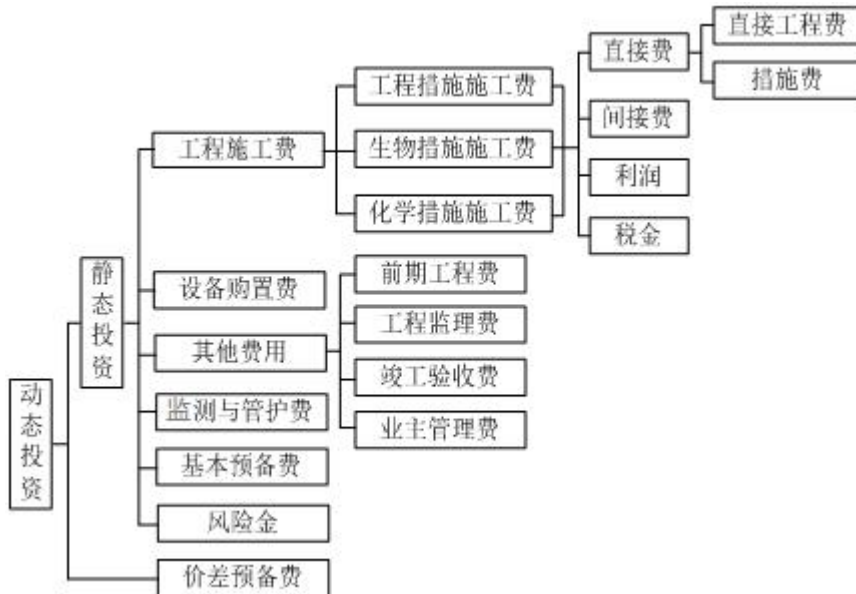 动态投资
静态投资
工程施工费
工程措施施工费
生物措施施工费
化学措施施工费
直接费
直接工程费
措施费
间接费
利润
税金
设备购置费
其他费用
前期工程费
工程监理费
竣工验收费
业主管理费
监测与管护费
基本预备费
风险金
价差预备费